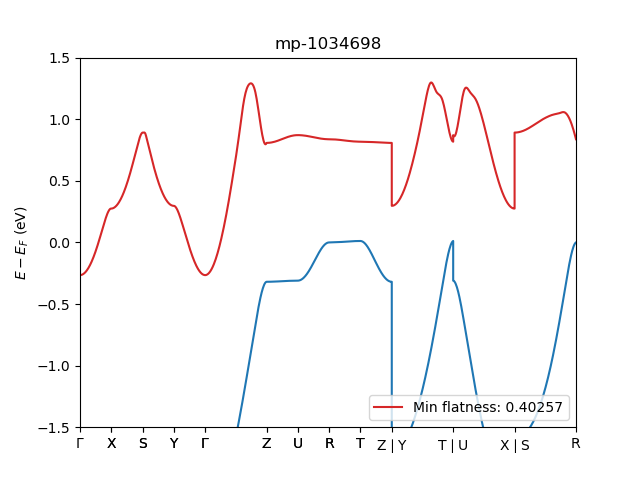 mp-1034698
E − E_F (eV)
1.5
1.0
0.5
0.0
−0.5
−1.0
−1.5
Min flatness: 0.40257
Γ X S Y Γ Z U R T Z | Y T | U X | S R